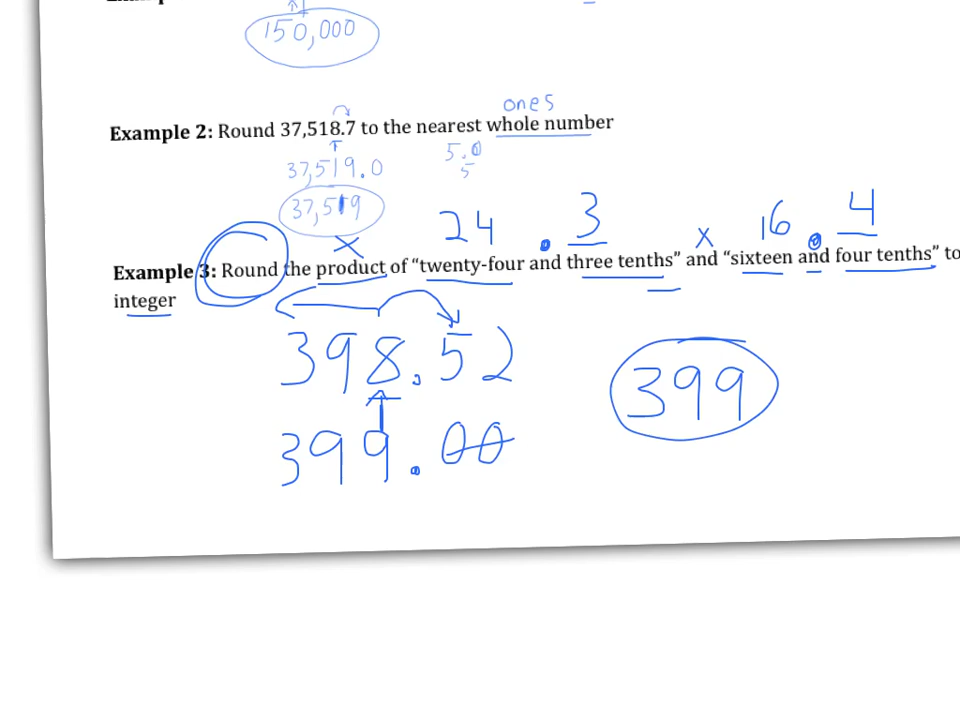 150,000
ones
Example 2: Round 37,518.7 to the nearest whole number
37,519.0 5.0
5
37,519
x 24 . 3 x 16 . 4
Example 3: Round the product of “twenty-four and three tenths” and “sixteen and four tenths” to
integer
398.52
399
399.00